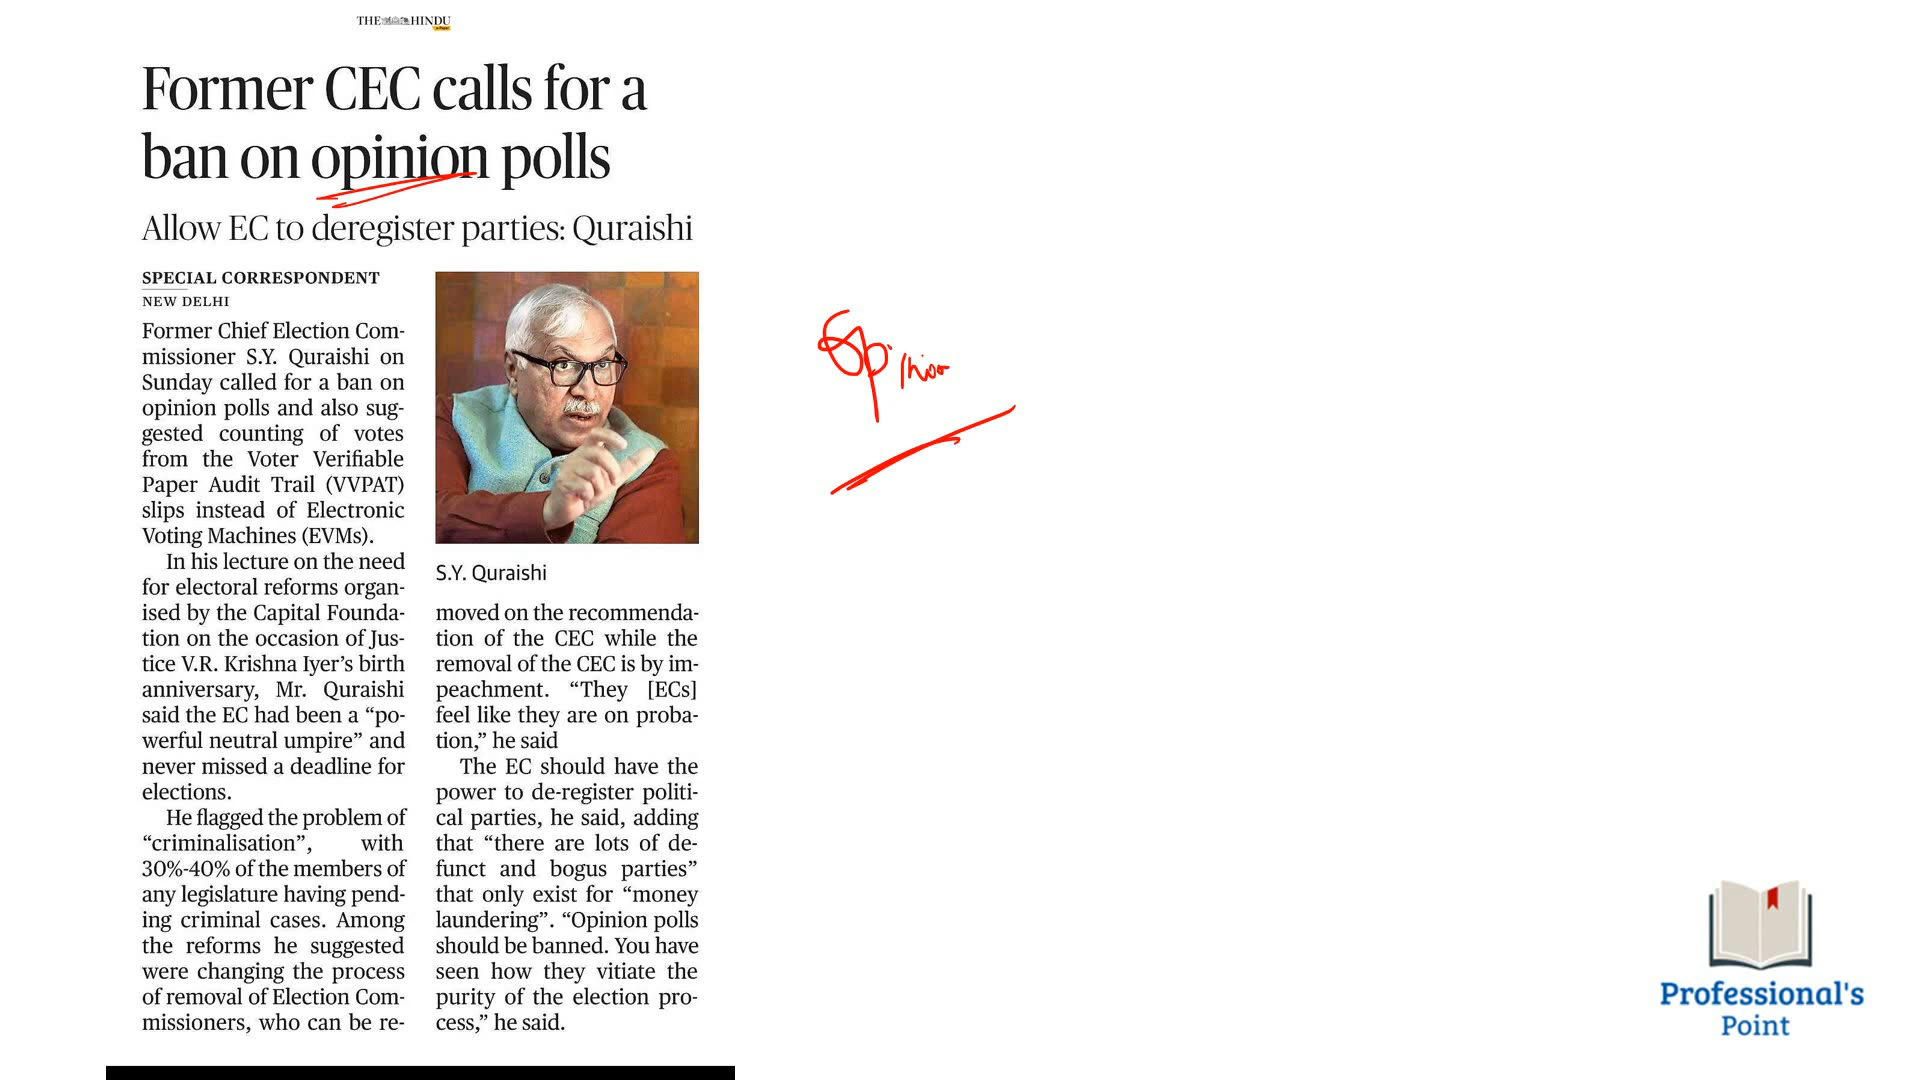 THE HINDU
e-Paper
Former CEC calls for a
ban on opinion polls
Allow EC to deregister parties: Quraishi
SPECIAL CORRESPONDENT
NEW DELHI
Former Chief Election Com-
missioner S.Y. Quraishi on
Sunday called for a ban on
opinion polls and also sug-
gested counting of votes
from the Voter Verifiable
Paper Audit Trail (VVPAT)
slips instead of Electronic
Voting Machines (EVMs).
In his lecture on the need
for electoral reforms organ-
ised by the Capital Founda-
tion on the occasion of Jus-
tice V.R. Krishna Iyer’s birth
anniversary, Mr. Quraishi
said the EC had been a “po-
werful neutral umpire” and
never missed a deadline for
elections.
He flagged the problem of
“criminalisation”, with
30%-40% of the members of
any legislature having pend-
ing criminal cases. Among
the reforms he suggested
were changing the process
of removal of Election Com-
missioners, who can be re-
S.Y. Quraishi
moved on the recommenda-
tion of the CEC while the
removal of the CEC is by im-
peachment. “They [ECs]
feel like they are on proba-
tion,” he said
The EC should have the
power to de-register politi-
cal parties, he said, adding
that “there are lots of de-
funct and bogus parties”
that only exist for “money
laundering”. “Opinion polls
should be banned. You have
seen how they vitiate the
purity of the election pro-
cess,” he said.
Opinion
Professional's
Point